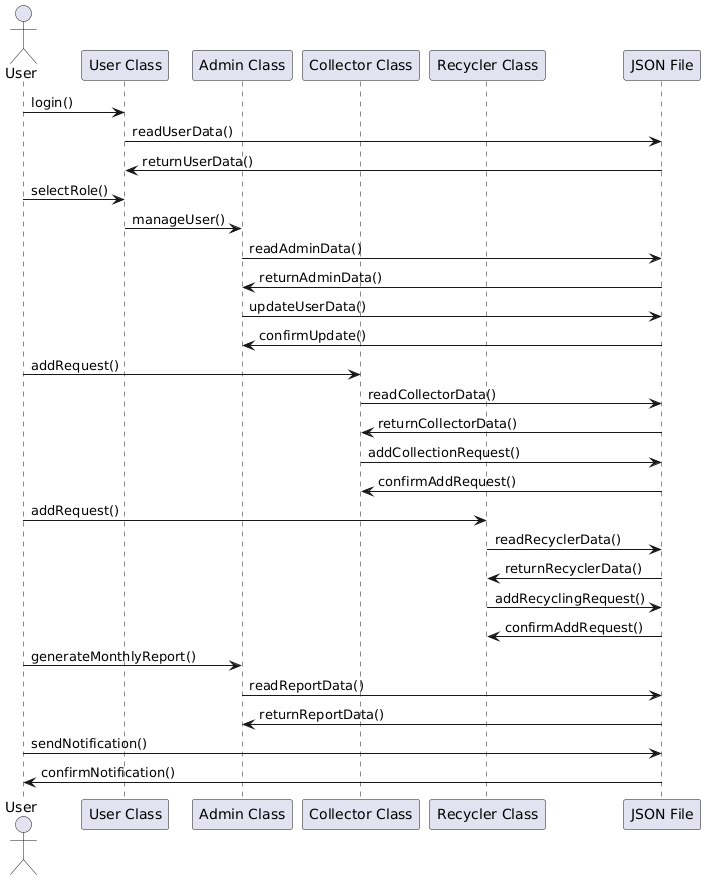 User
User Class
Admin Class
Collector Class
Recycler Class
JSON File
login()
readUserData()
returnUserData()
selectRole()
manageUser()
readAdminData()
returnAdminData()
updateUserData()
confirmUpdate()
addRequest()
readCollectorData()
returnCollectorData()
addCollectionRequest()
confirmAddRequest()
addRequest()
readRecyclerData()
returnRecyclerData()
addRecyclingRequest()
confirmAddRequest()
generateMonthlyReport()
readReportData()
returnReportData()
sendNotification()
confirmNotification()
User
User Class
Admin Class
Collector Class
Recycler Class
JSON File